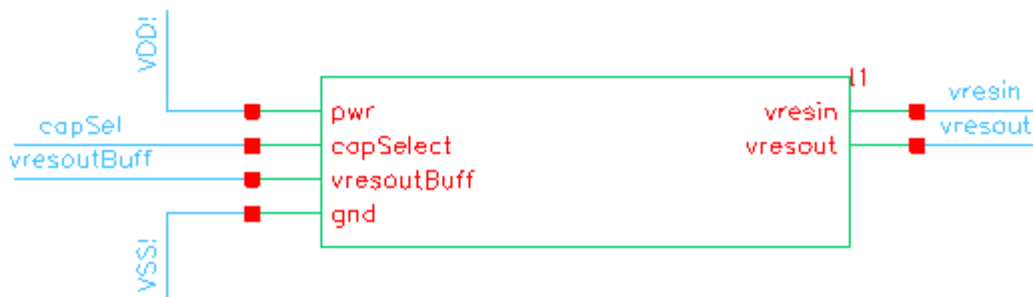 VDD!
I1
pwr
vresin
vresin
capSel
capSelect
vresout
vresout
vresoutBuff
vresoutBuff
gnd
VSS!